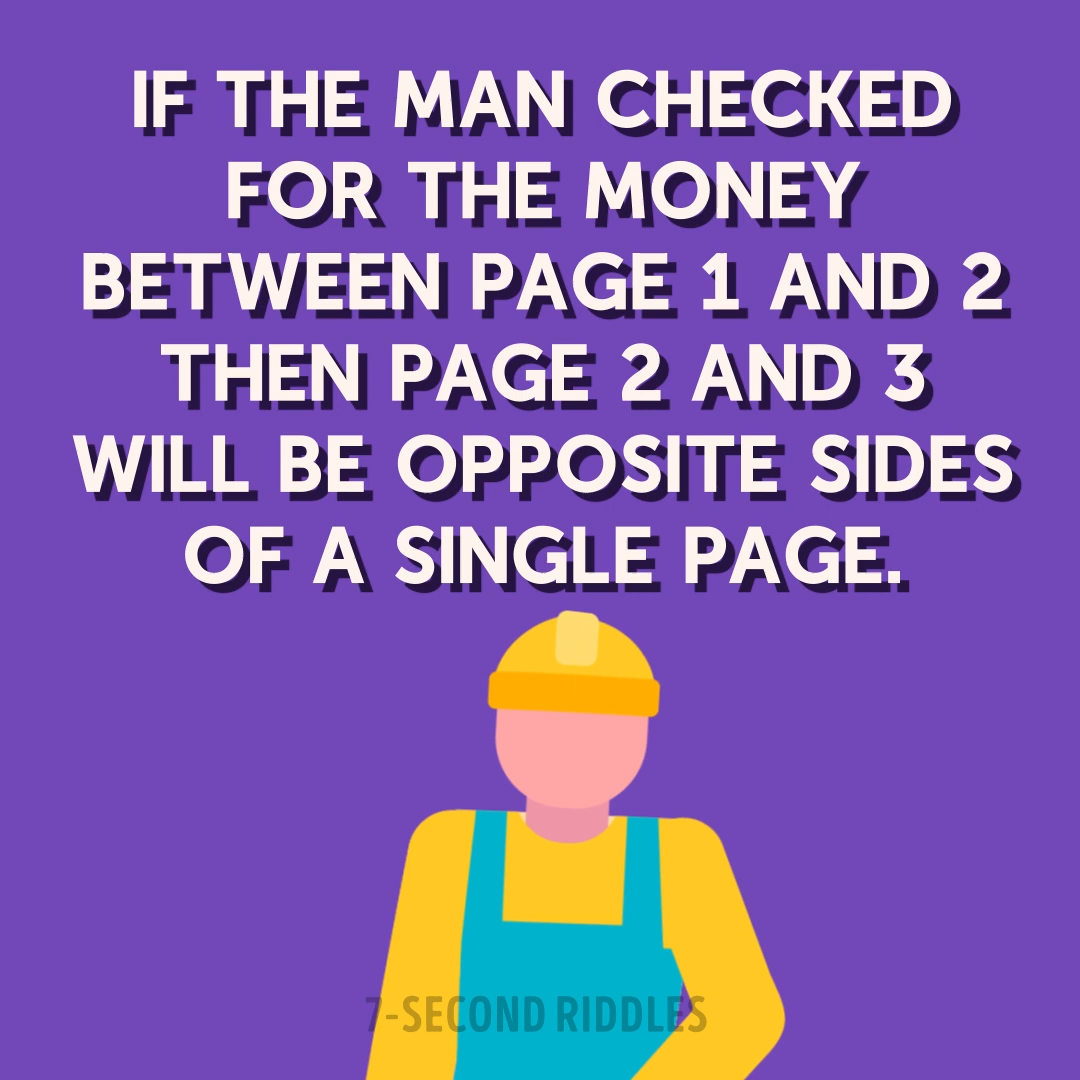 IF THE MAN CHECKED
FOR THE MONEY
BETWEEN PAGE 1 AND 2
THEN PAGE 2 AND 3
WILL BE OPPOSITE SIDES
OF A SINGLE PAGE.
7-SECOND RIDDLES